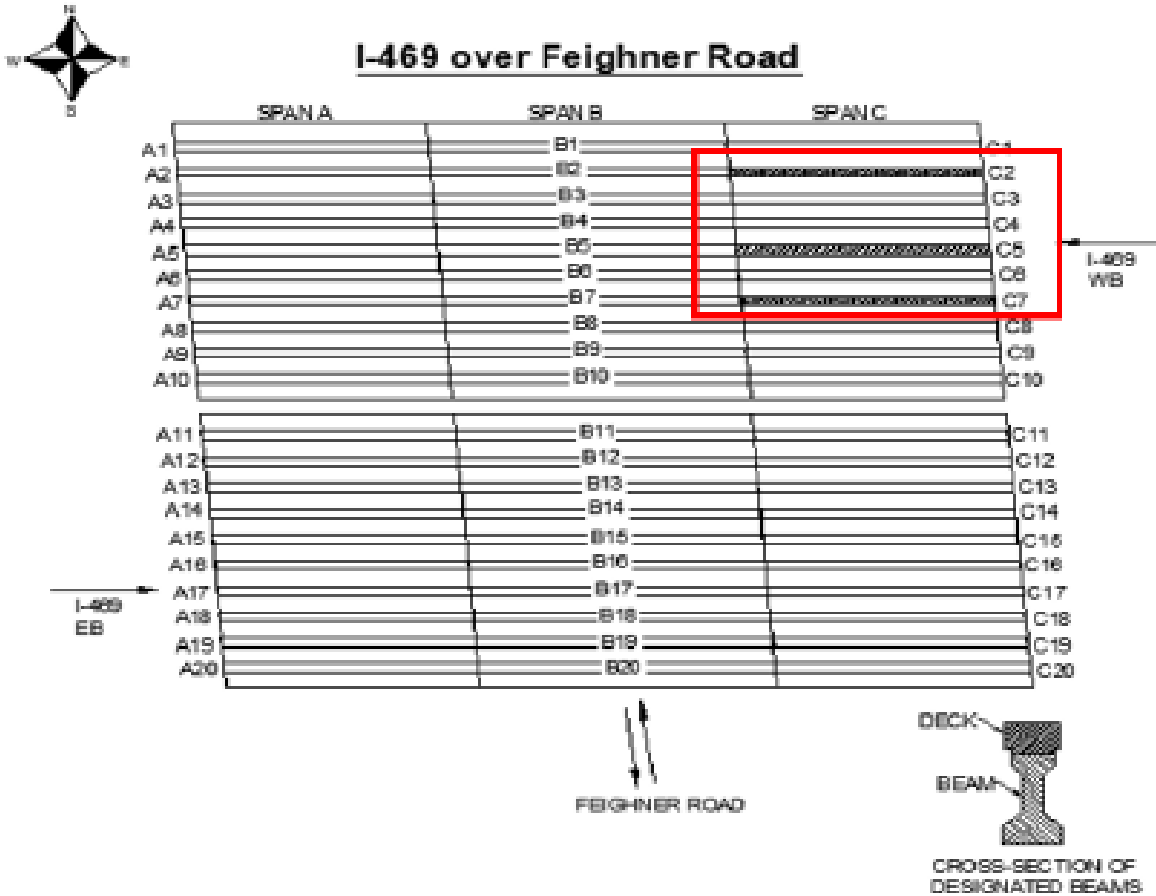 N
W E
S
I-469 over Feighner Road
SPAN A SPAN B SPAN C
A1 B1 C1
A2 B2 C2
A3 B3 C3
A4 B4 C4
A5 B5 C5
A6 B6 C6
A7 B7 C7
A8 B8 C8
A9 B9 C9
A10 B10 C10
I-469
WB
A11 B11 C11
A12 B12 C12
A13 B13 C13
A14 B14 C14
A15 B15 C15
A16 B16 C16
A17 B17 C17
A18 B18 C18
A19 B19 C19
A20 B20 C20
I-469
EB
FEIGHNER ROAD
DECK
BEAM
CROSS-SECTION OF
DESIGNATED BEAMS